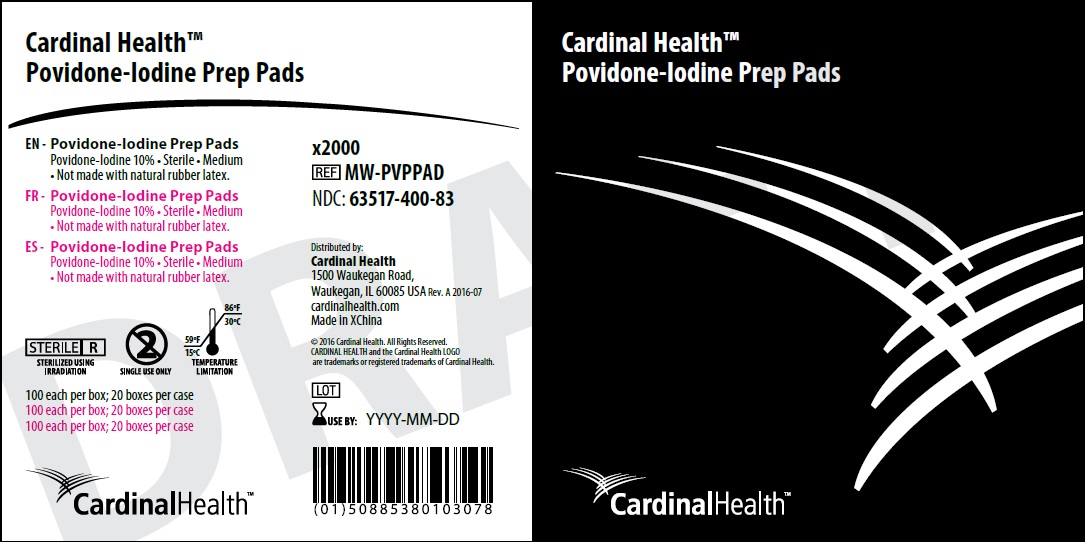 Cardinal Health™
Povidone-Iodine Prep Pads
EN - Povidone-Iodine Prep Pads
Povidone-Iodine 10% • Sterile • Medium
• Not made with natural rubber latex.
FR - Povidone-Iodine Prep Pads
Povidone-Iodine 10% • Sterile • Medium
• Not made with natural rubber latex.
ES - Povidone-Iodine Prep Pads
Povidone-Iodine 10% • Sterile • Medium
• Not made with natural rubber latex.
STERILE R
STERILIZED USING
IRRADIATION
2
SINGLE USE ONLY
86°F
30°C
59°F
15°C
TEMPERATURE
LIMITATION
100 each per box; 20 boxes per case
100 each per box; 20 boxes per case
100 each per box; 20 boxes per case
CardinalHealth™
x2000
REF MW-PVPPAD
NDC: 63517-400-83
Distributed by:
Cardinal Health
1500 Waukegan Road,
Waukegan, IL 60085 USA Rev. A 2016-07
cardinalhealth.com
Made in XChina
© 2016 Cardinal Health. All Rights Reserved.
CARDINAL HEALTH and the Cardinal Health LOGO
are trademarks or registered trademarks of Cardinal Health.
LOT
USE BY: YYYY-MM-DD
(01)50885380103078
DRA
Cardinal Health™
Povidone-Iodine Prep Pads
CardinalHealth™